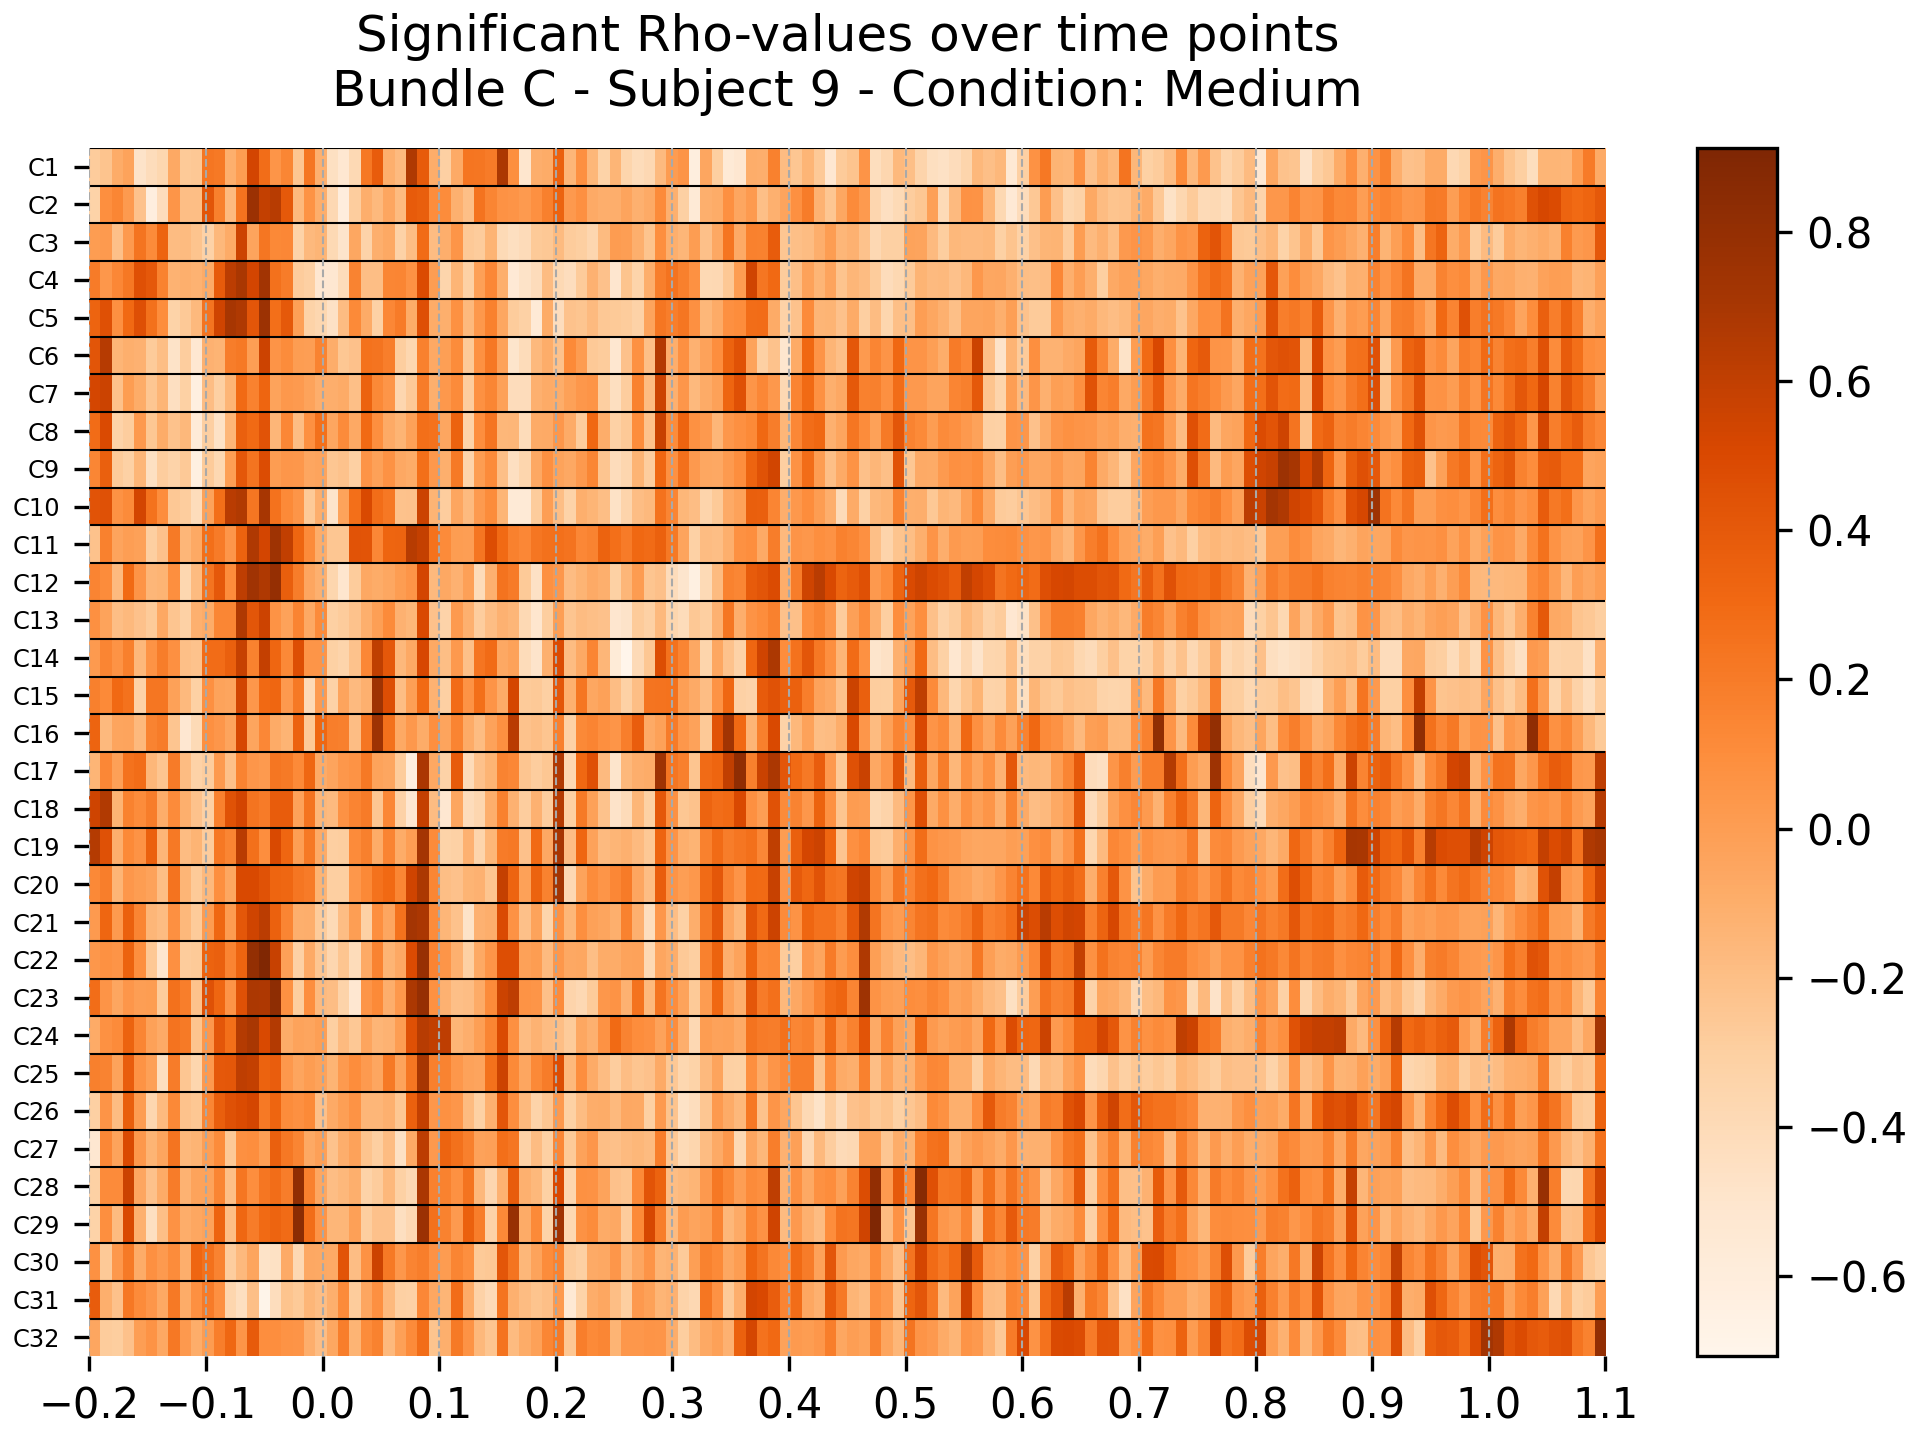 Significant Rho-values over time points
Bundle C - Subject 9 - Condition: Medium
C1
C2
C3
C4
C5
C6
C7
C8
C9
C10
C11
C12
C13
C14
C15
C16
C17
C18
C19
C20
C21
C22
C23
C24
C25
C26
C27
C28
C29
C30
C31
C32
−0.2 −0.1 0.0 0.1 0.2 0.3 0.4 0.5 0.6 0.7 0.8 0.9 1.0 1.1
0.8
0.6
0.4
0.2
0.0
−0.2
−0.4
−0.6